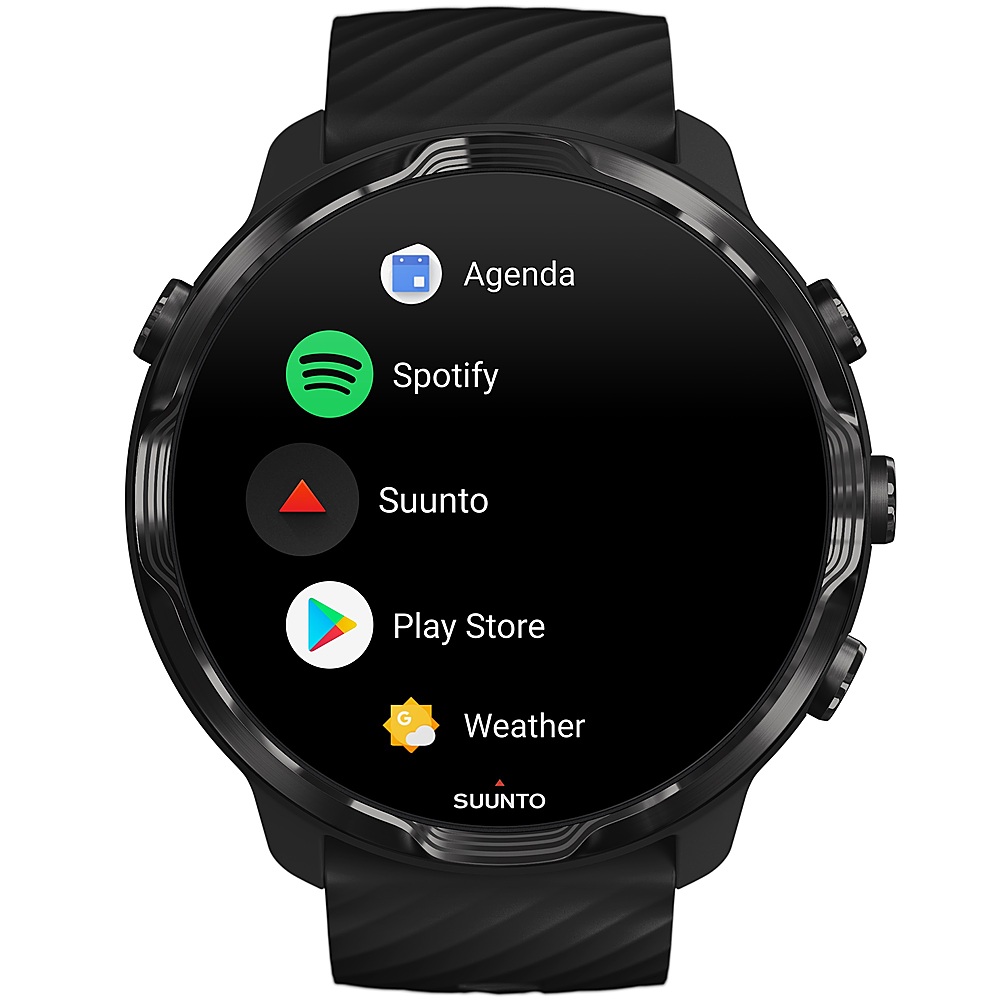 Agenda
Spotify
Suunto
Play Store
G
Weather
SUUNTO